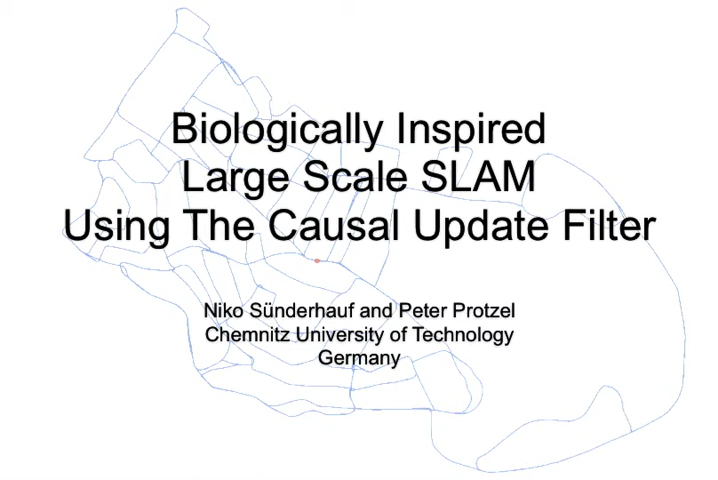 Biologically Inspired
Large Scale SLAM
Using The Causal Update Filter
Niko Sünderhauf and Peter Protzel
Chemnitz University of Technology
Germany